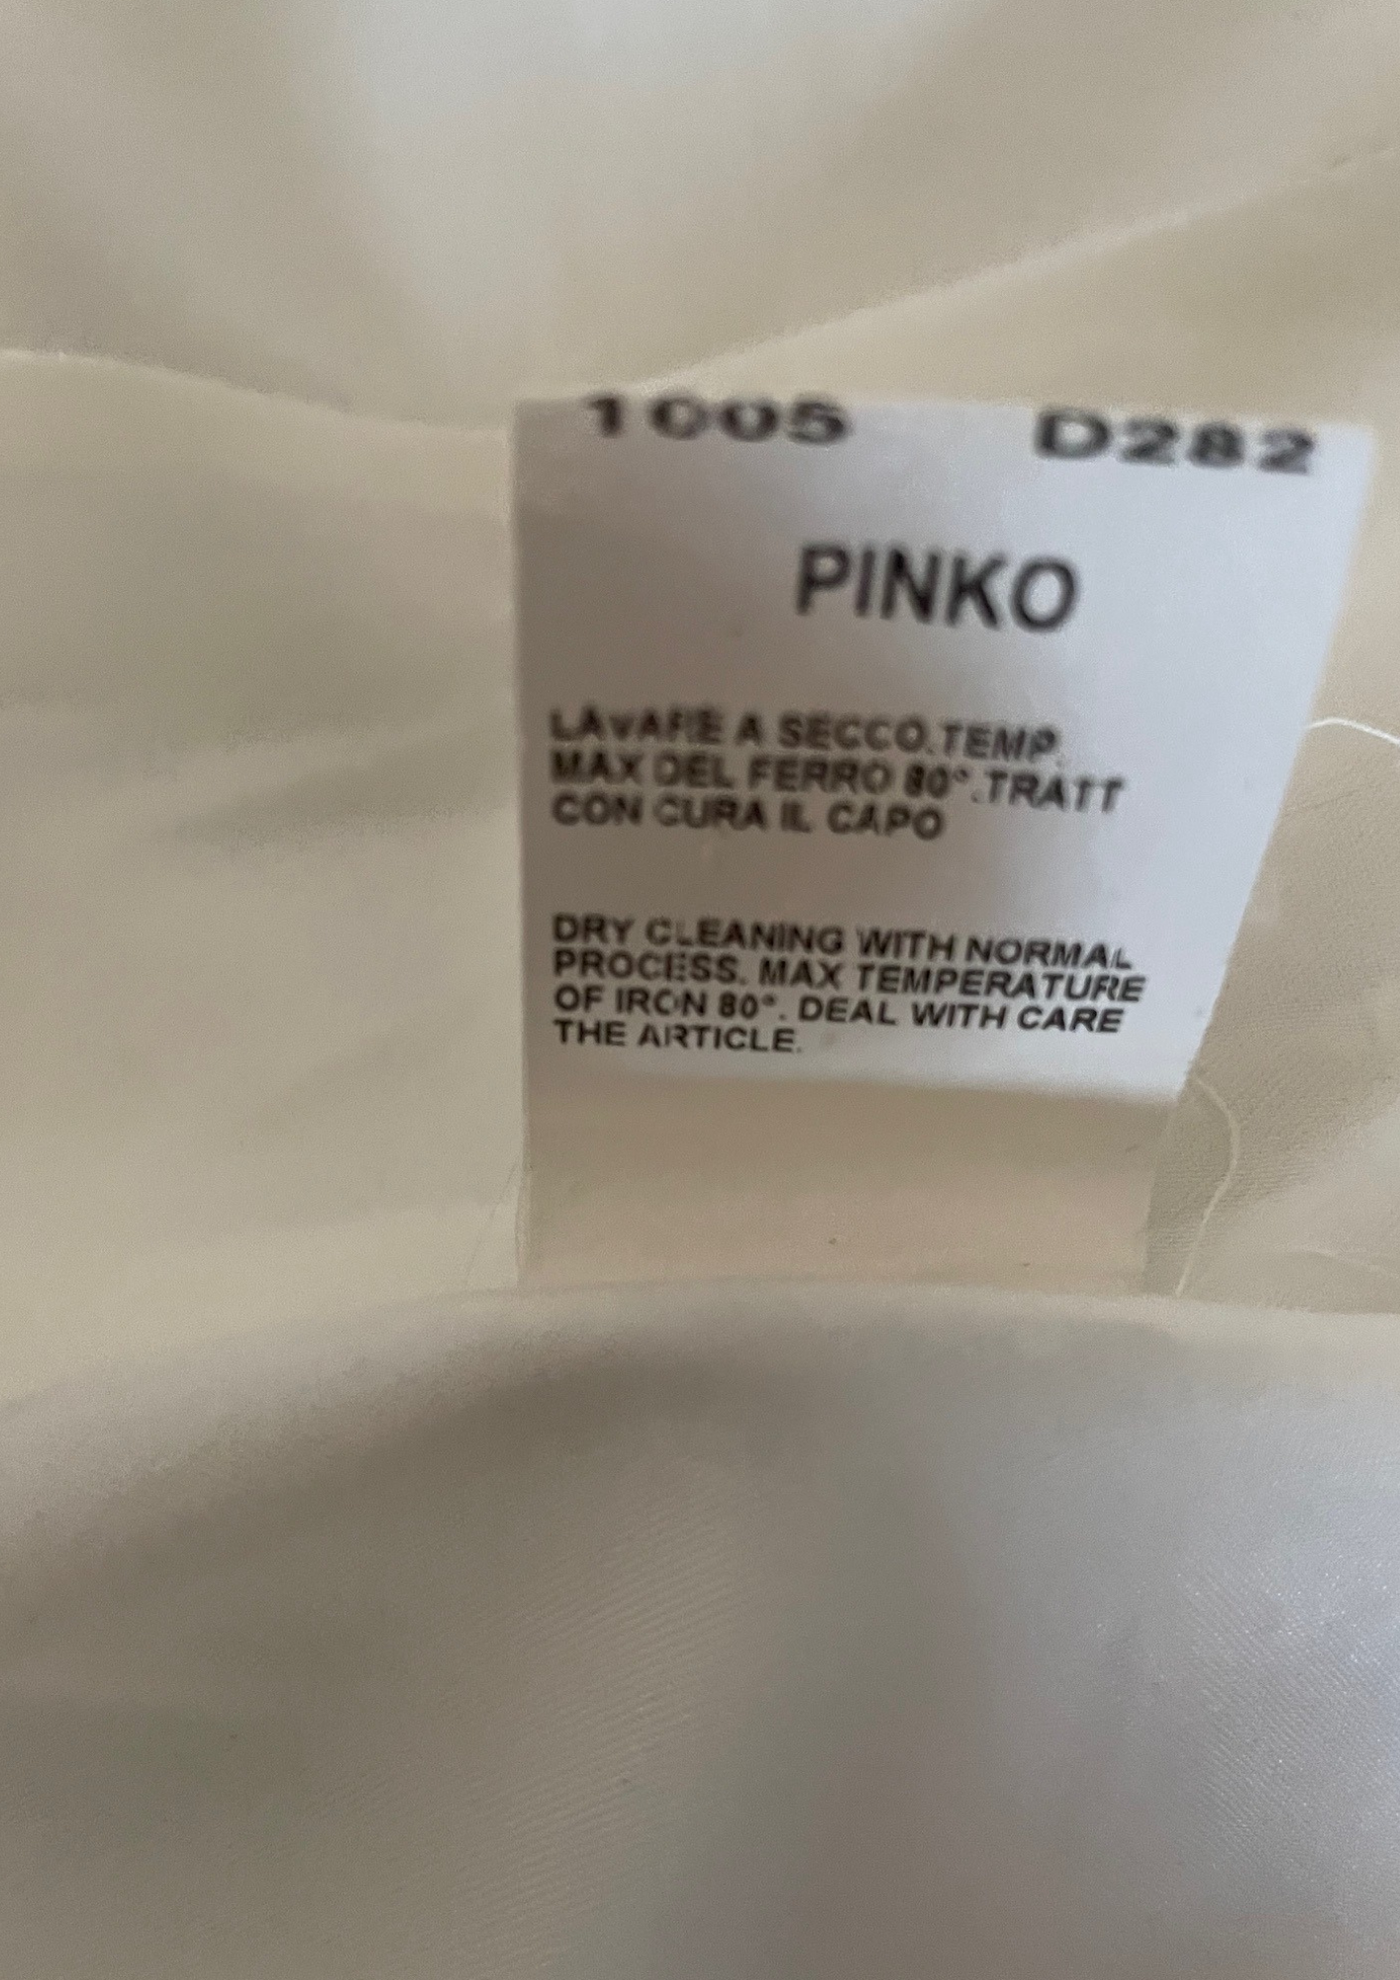 1005 D282
PINKO
LAVARE A SECCO.TEMP.
MAX DEL FERRO 80°.TRATT
CON CURA IL CAPO
DRY CLEANING WITH NORMAL
PROCESS. MAX TEMPERATURE
OF IRON 80°. DEAL WITH CARE
THE ARTICLE.